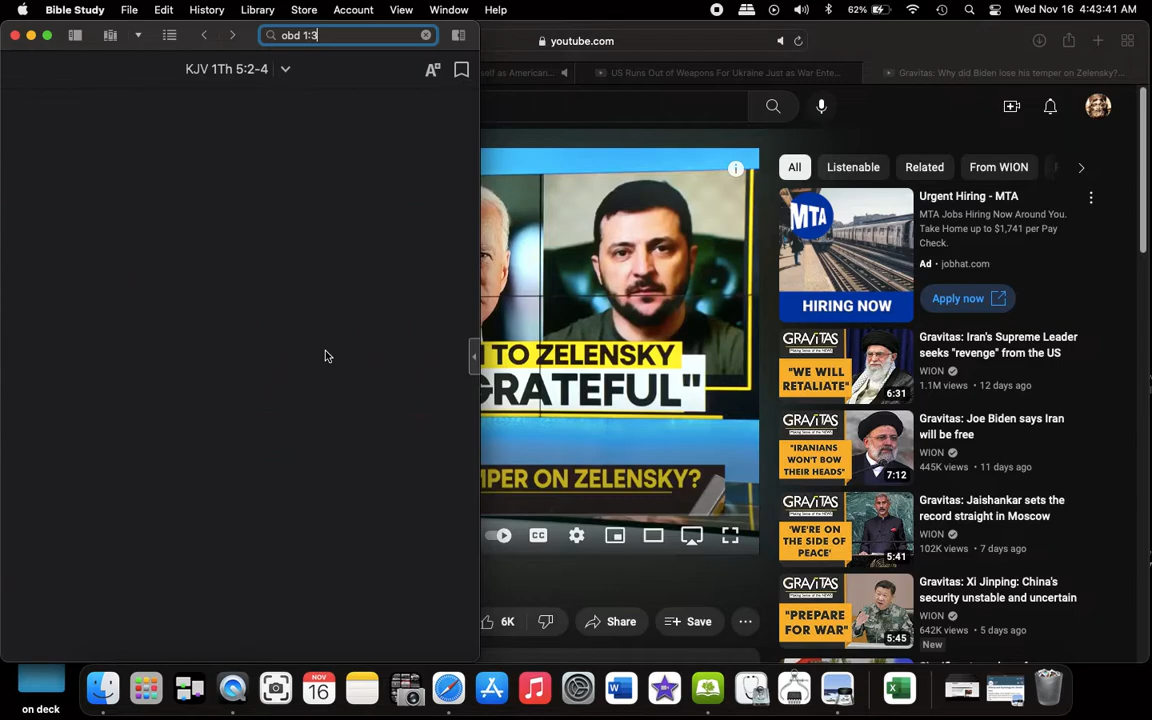 Bible Study File Edit History Library Store Account View Window Help 62% Wed Nov 16 4:43:41 AM
obd 1:3
youtube.com
self as American...
US Runs Out of Weapons For Ukraine Just as War Ente...
Gravitas: Why did Biden lose his temper on Zelensky?...
KJV 1Th 5:2-4
All Listenable Related From WION
N TO ZELENSKY
GRATEFUL"
MPER ON ZELENSKY?
MTA
HIRING NOW
Urgent Hiring - MTA
MTA Jobs Hiring Now Around You.
Take Home up to $1,741 per Pay
Check.
Ad • jobhat.com
Apply now
GRAVITAS
"WE WILL
RETALIATE"
6:31
Gravitas: Iran's Supreme Leader
seeks "revenge" from the US
WION
1.1M views • 12 days ago
GRAVITAS
"IRANIANS
WON'T BOW
THEIR HEADS"
7:12
Gravitas: Joe Biden says Iran
will be free
WION
445K views • 11 days ago
GRAVITAS
'WE'RE ON
THE SIDE OF
PEACE'
5:41
Gravitas: Jaishankar sets the
record straight in Moscow
WION
102K views • 7 days ago
GRAVITAS
"PREPARE
FOR WAR"
5:45
Gravitas: Xi Jinping: China's
security unstable and uncertain
WION
642K views • 5 days ago
New
6K Share Save
on deck
NOV
16